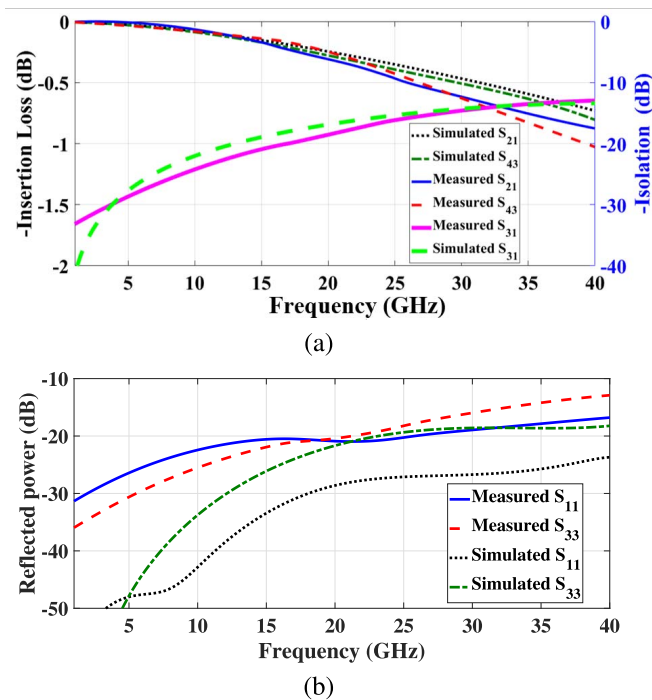 0
-0.5
-1
-1.5
-2
-Insertion Loss (dB)
0
-10
-20
-30
-40
-Isolation (dB)
Simulated S21
Simulated S43
Measured S21
Measured S43
Measured S31
Simulated S31
5 10 15 20 25 30 35 40
Frequency (GHz)
(a)
-10
-20
-30
-40
-50
Reflected power (dB)
Measured S11
Measured S33
Simulated S11
Simulated S33
5 10 15 20 25 30 35 40
Frequency (GHz)
(b)